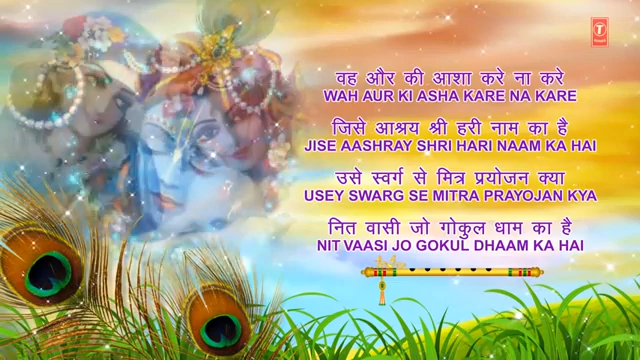 वह और की आशा करे ना करे
WAH AUR KI ASHA KARE NA KARE
जिसे आश्रय श्री हरी नाम का है
JISE AASHRAY SHRI HARI NAAM KA HAI
उसे स्वर्ग से मित्र प्रयोजन क्या
USEY SWARG SE MITRA PRAYOJAN KYA
नित वासी जो गोकुल धाम का है
NIT VAASI JO GOKUL DHAAM KA HAI